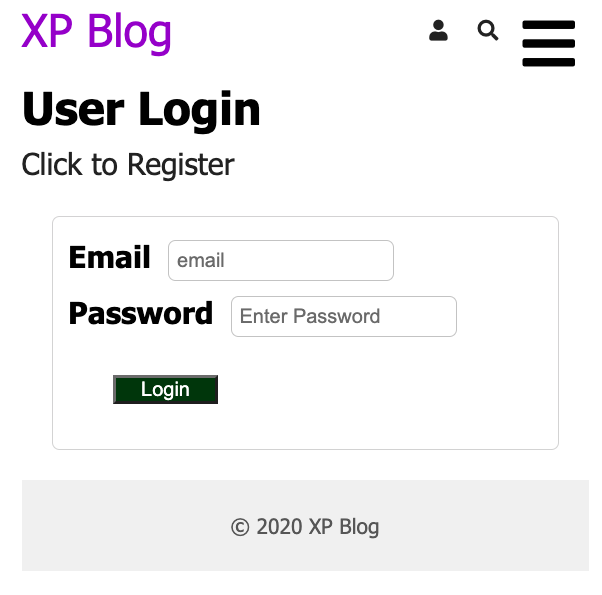 XP Blog
User Login
Click to Register
Email email
Password Enter Password
Login
© 2020 XP Blog